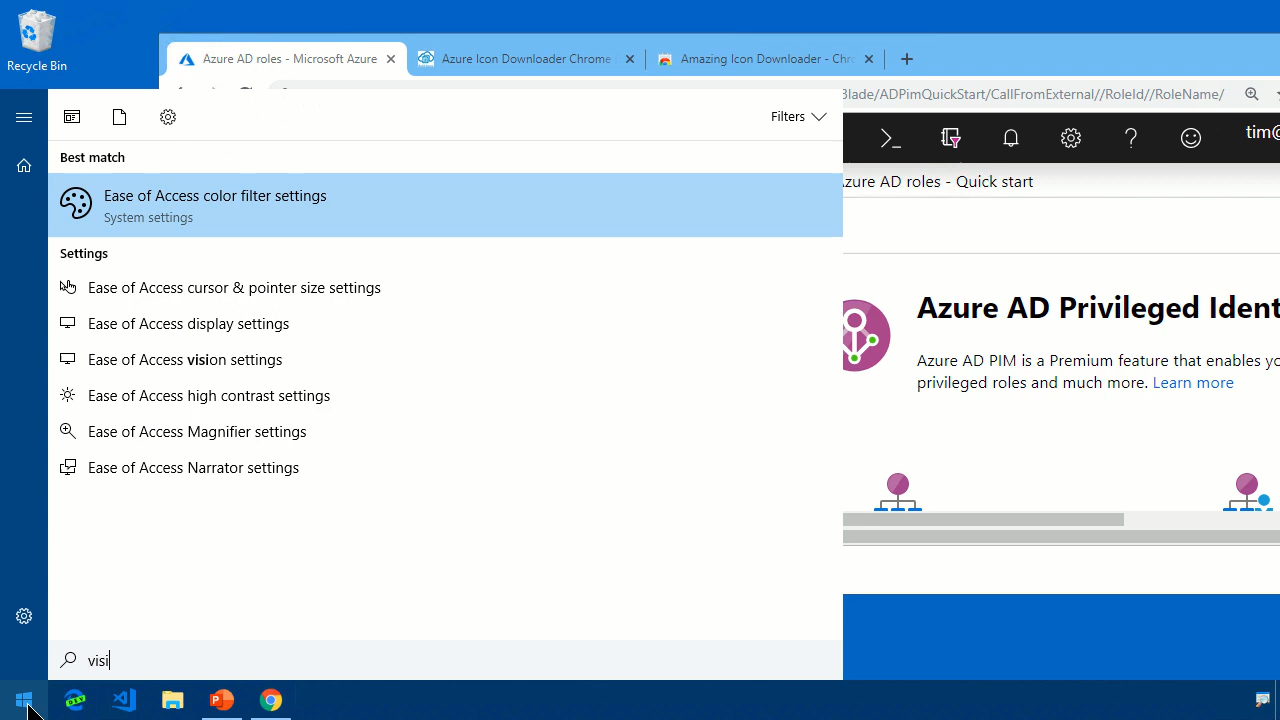 Recycle Bin
Azure AD roles - Microsoft Azure
Azure Icon Downloader Chrome
Amazing Icon Downloader - Chr
Blade/ADPimQuickStart/CallFromExternal//RoleId//RoleName/
Filters
tim@
Best match
Ease of Access color filter settings
System settings
Azure AD roles - Quick start
Settings
Ease of Access cursor & pointer size settings
Ease of Access display settings
Ease of Access vision settings
Ease of Access high contrast settings
Ease of Access Magnifier settings
Ease of Access Narrator settings
Azure AD Privileged Ident
Azure AD PIM is a Premium feature that enables yo
privileged roles and much more. Learn more
visi
DEV